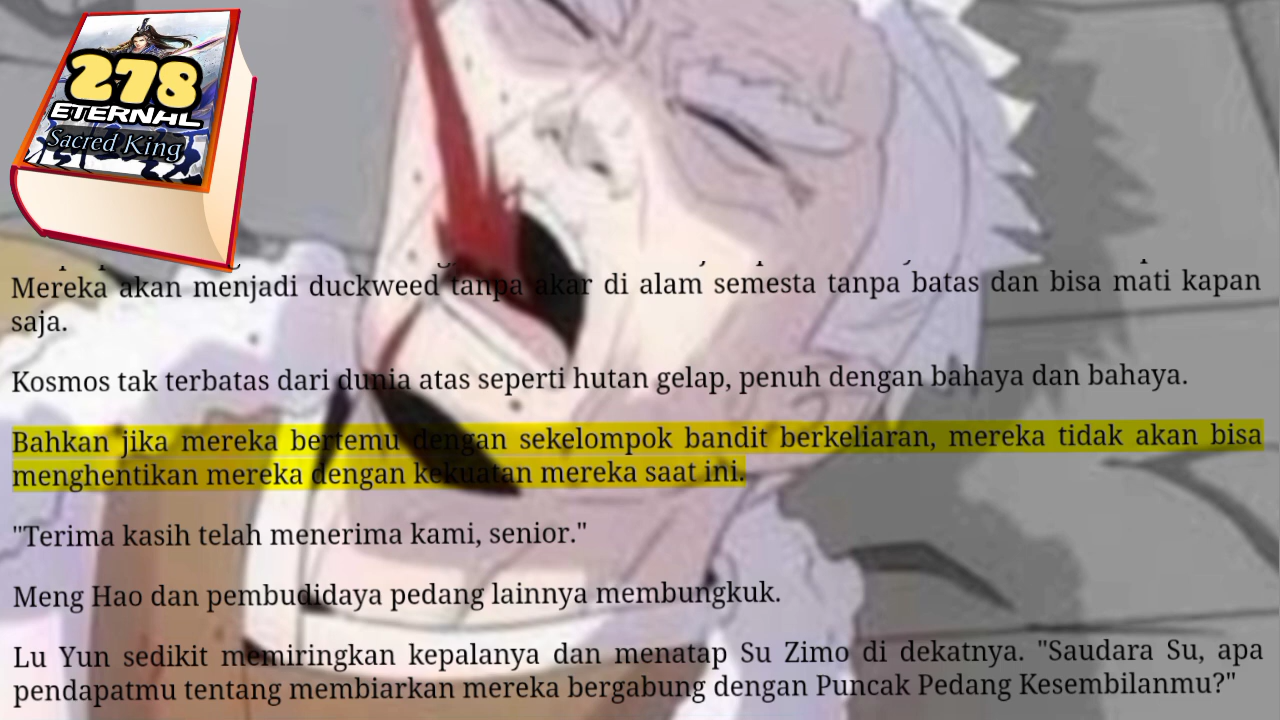 278
ETERNAL
Sacred King
Mereka akan menjadi duckweed tanpa akar di alam semesta tanpa batas dan bisa mati kapan
saja.
Kosmos tak terbatas dari dunia atas seperti hutan gelap, penuh dengan bahaya dan bahaya.
Bahkan jika mereka bertemu dengan sekelompok bandit berkeliaran, mereka tidak akan bisa
menghentikan mereka dengan kekuatan mereka saat ini.
"Terima kasih telah menerima kami, senior."
Meng Hao dan pembudidaya pedang lainnya membungkuk.
Lu Yun sedikit memiringkan kepalanya dan menatap Su Zimo di dekatnya. "Saudara Su, apa
pendapatmu tentang membiarkan mereka bergabung dengan Puncak Pedang Kesembilanmu?"